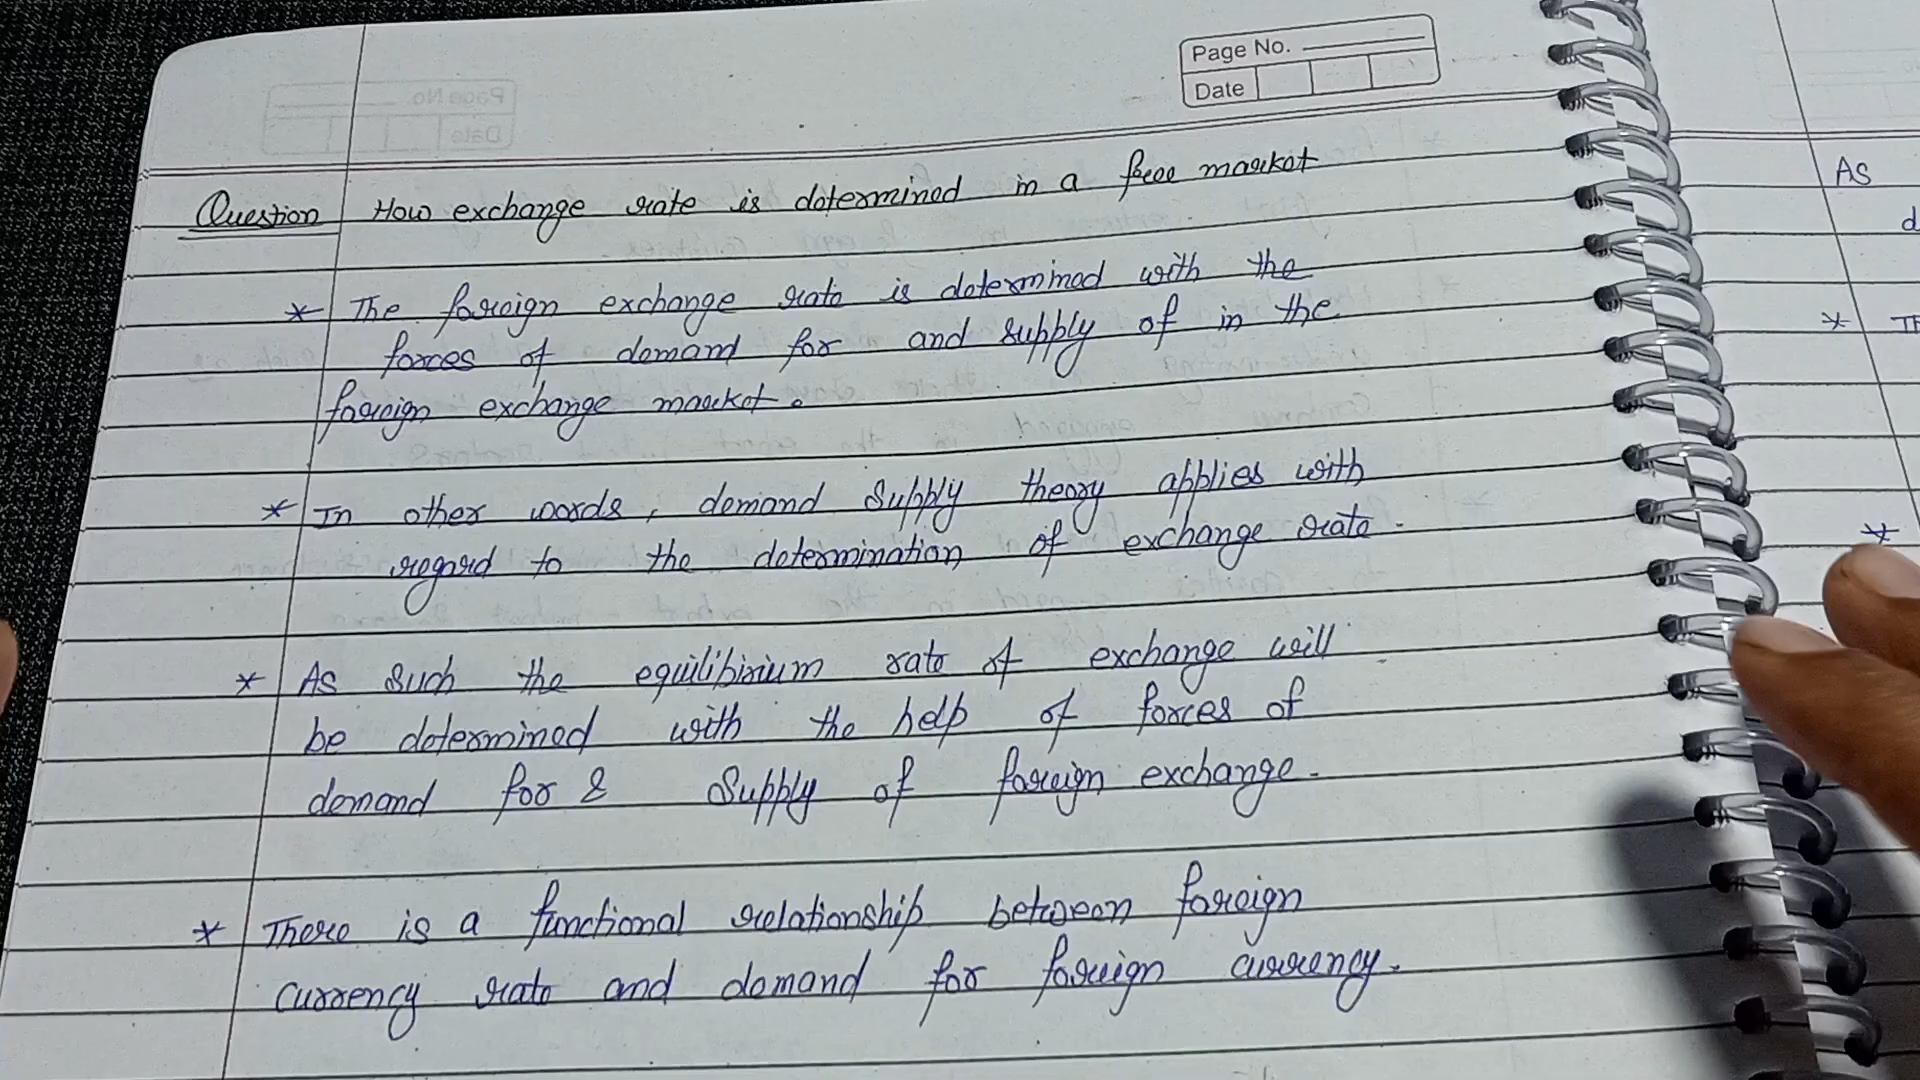 Page No.
Date
Question How exchange rate is determined in a free market
* The foreign exchange rate is determined with the
forces of demand for and supply of in the
foreign exchange market.
* In other words, demand supply theory applies with
regard to the determination of exchange rate.
* As such the equilibirium rate of exchange will
be determined with the help of forces of
demand for & supply of foreign exchange.
* There is a functional relationship between foreign
currency rate and demand for foreign currency.
As
d
* Th
*